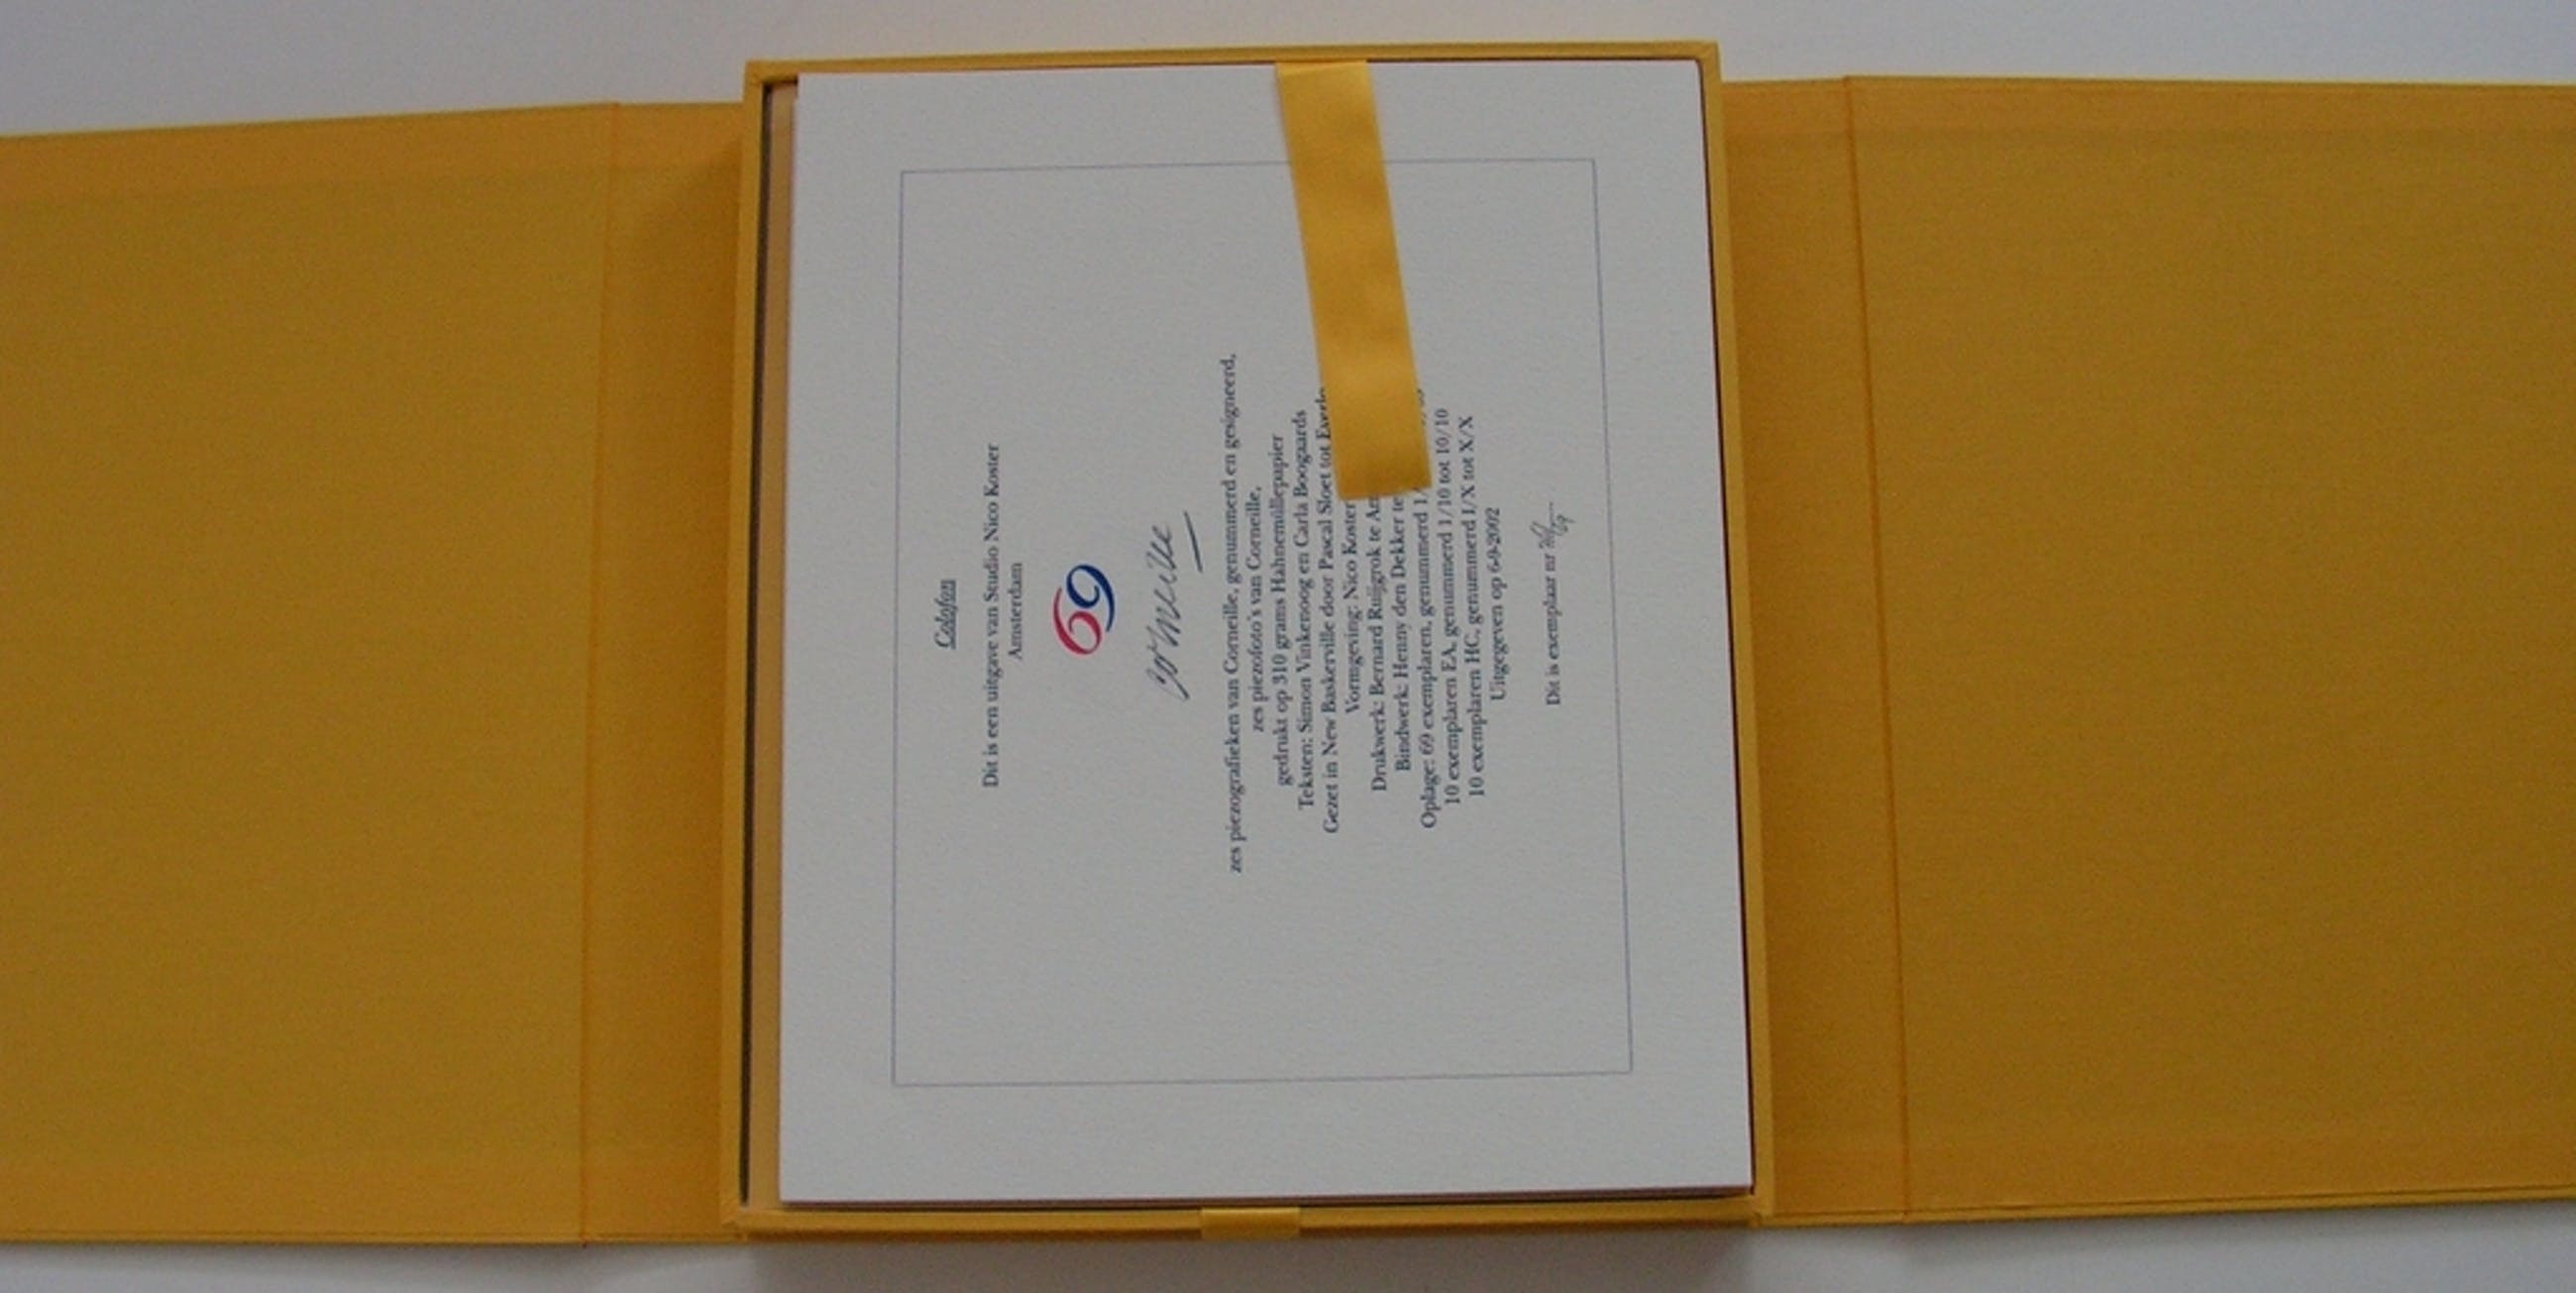 Colofon
Dit is een uitgave van Studio Nico Koster
Amsterdam
69
Corneille
zes piezografieken van Corneille, genummerd en gesigneerd,
zes piezofoto's van Corneille,
gedrukt op 310 grams Hahnemüllepapier
Teksten: Simon Vinkenoog en Carla Boogaards
Gezet in New Baskerville door Pascal Sloet tot
Vormgeving: Nico Koster
Drukwerk: Bernard Ruijgrok te
Bindwerk: Henny den Dekker te
Oplage: 69 exemplaren, genummerd
10 exemplaren EA, genummerd 1/10 tot 10/10
10 exemplaren HC, genummerd I/X tot X/X
Uitgegeven op 6-9-2002
Dit is exemplaar nr